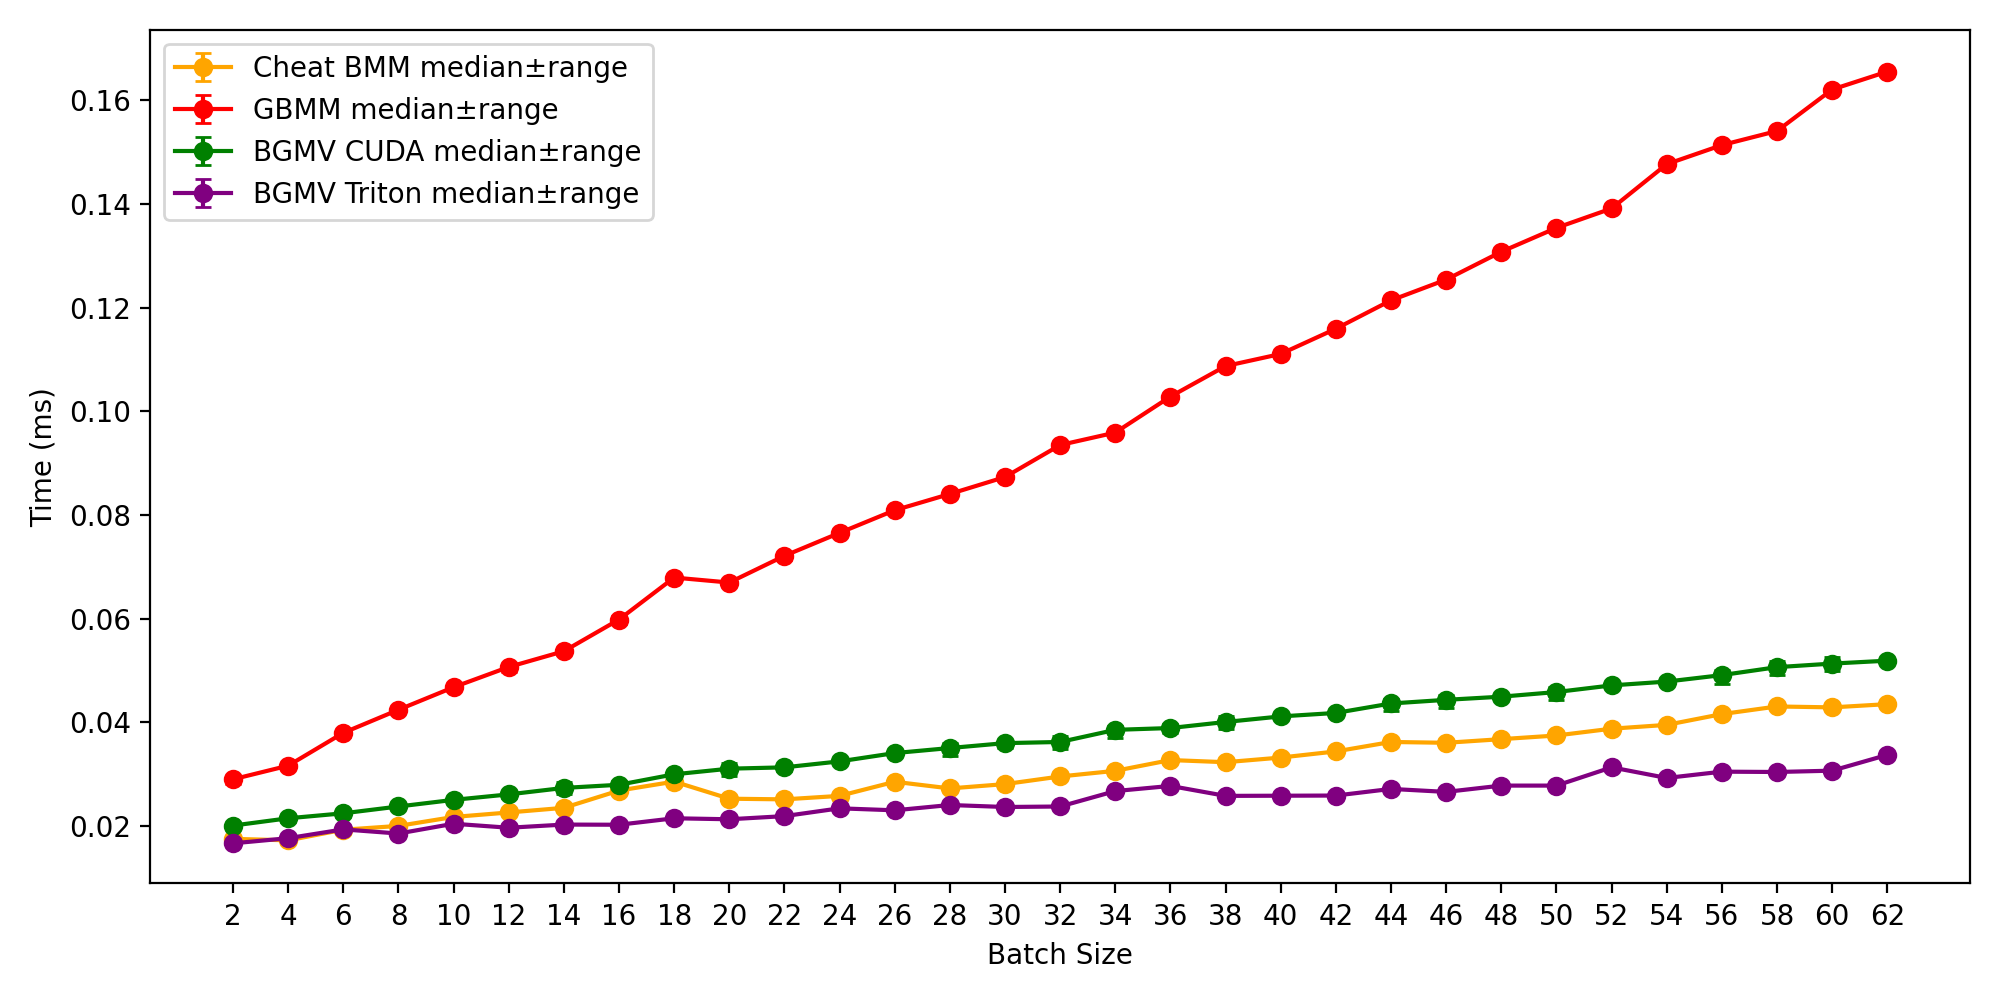 Cheat BMM median±range
GBMM median±range
BGMV CUDA median±range
BGMV Triton median±range
Time (ms)
0.16
0.14
0.12
0.10
0.08
0.06
0.04
0.02
2 4 6 8 10 12 14 16 18 20 22 24 26 28 30 32 34 36 38 40 42 44 46 48 50 52 54 56 58 60 62
Batch Size